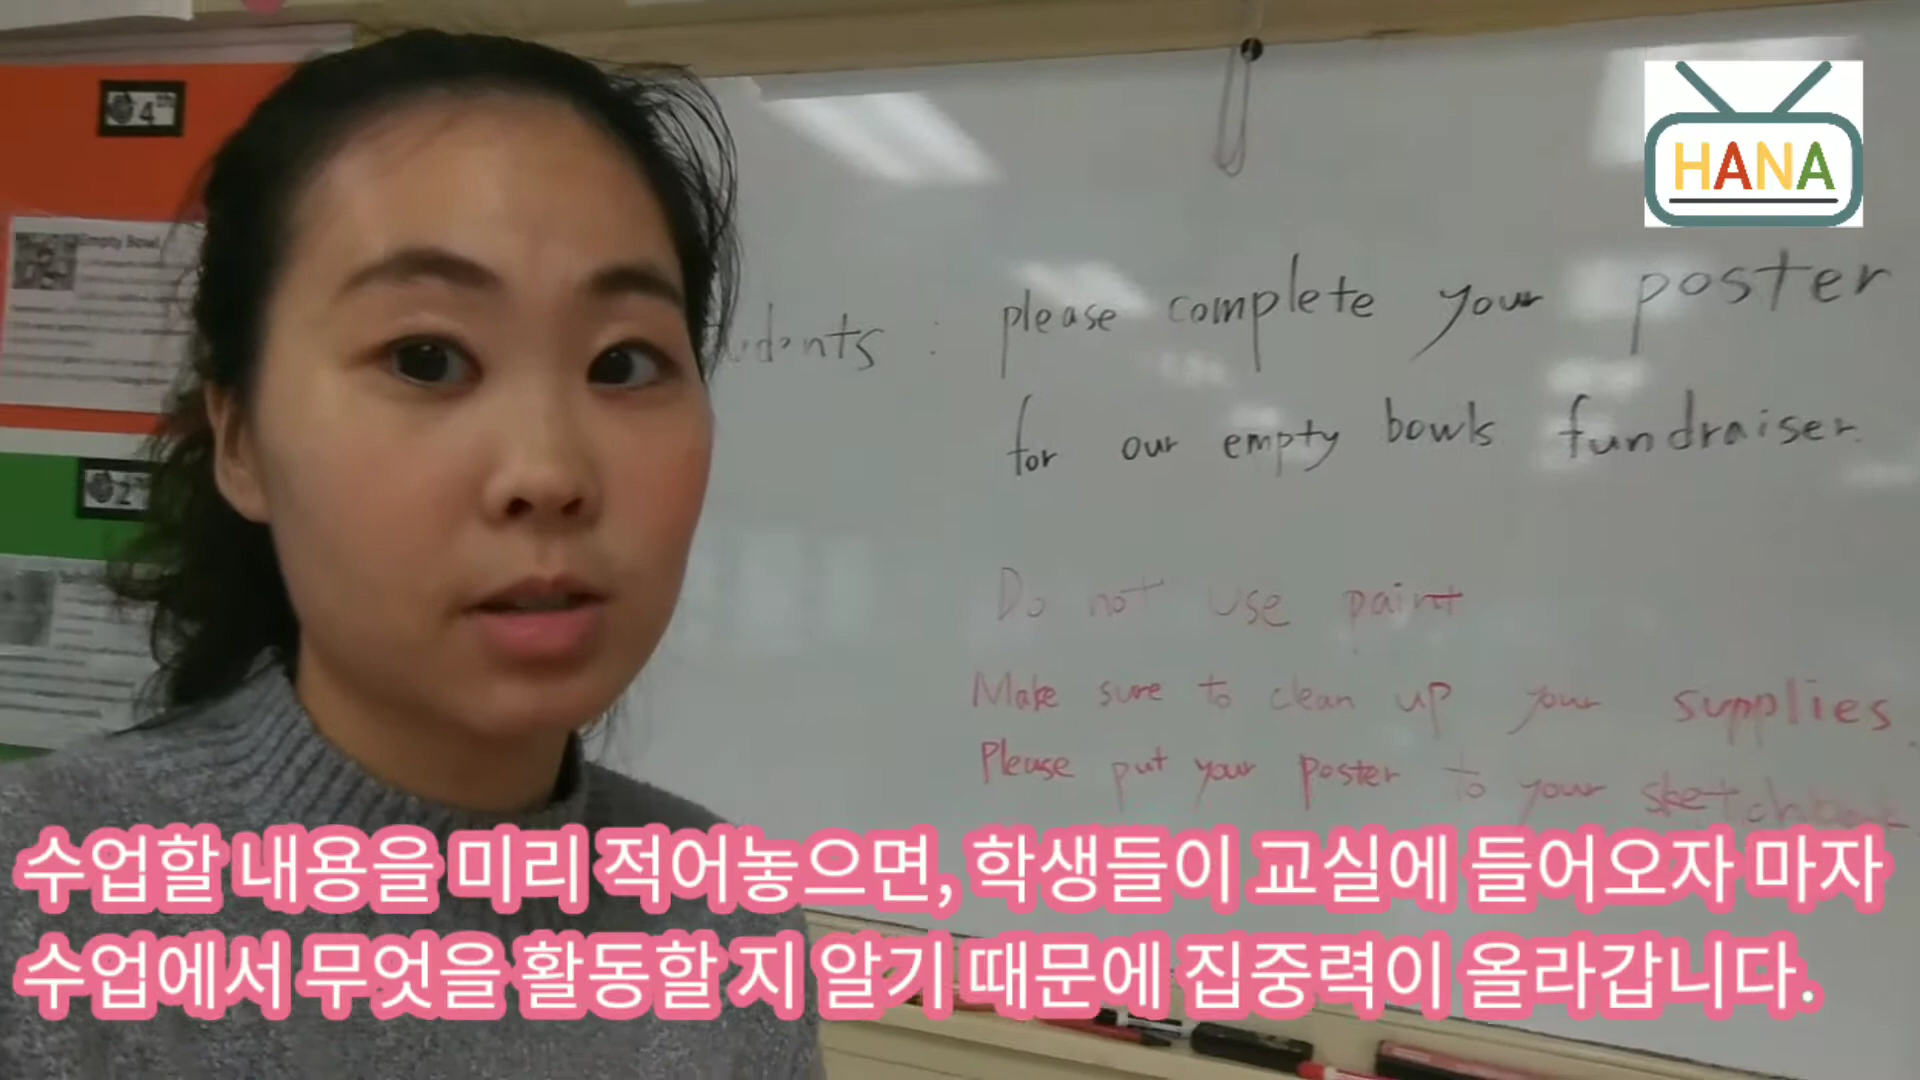 4th
HANA
Empty Bowl
please complete your poster
for our empty bowls fundraiser.
Do not use paint
Make sure to clean up your supplies.
Please put your poster to your sketchbook
수업할 내용을 미리 적어놓으면, 학생들이 교실에 들어오자 마자
수업에서 무엇을 활동할 지 알기 때문에 집중력이 올라갑니다.